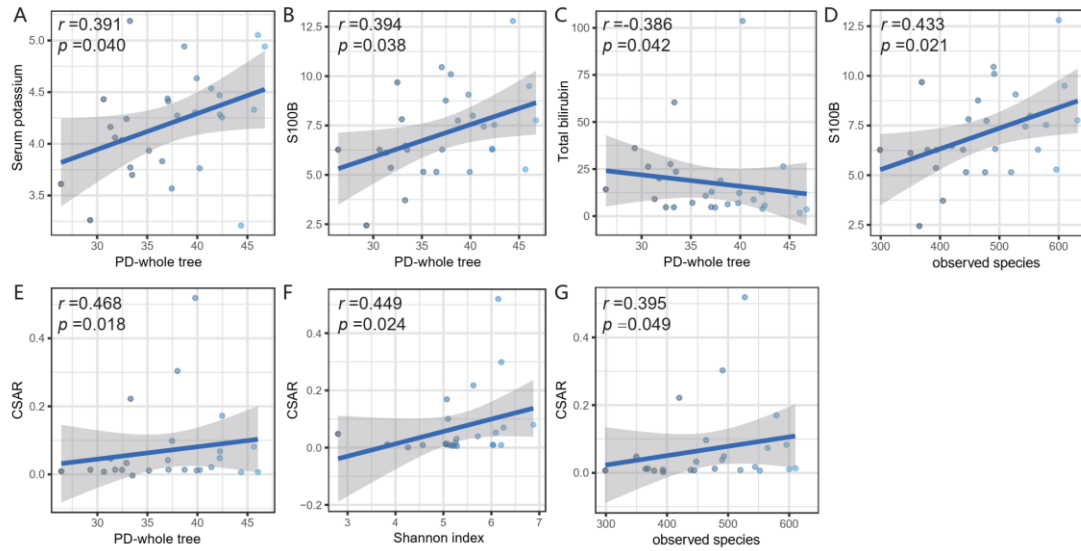 A
r=0.391
p =0.040
Serum potassium
5.0
4.5
4.0
3.5
30
35
40
45
PD-whole tree
B
r =0.394
p =0.038
S100B
12.5
10.0
7.5
5.0
2.5
30
35
40
45
PD-whole tree
C
r=-0.386
p =0.042
Total bilirubin
100
75
50
25
0
30
35
40
45
PD-whole tree
D
r =0.433
p =0.021
S100B
12.5
10.0
7.5
5.0
2.5
300
400
500
600
observed species
E
r =0.468
p =0.018
CSAR
0.4
0.2
0.0
30
35
40
45
PD-whole tree
F
r =0.449
p =0.024
CSAR
0.4
0.2
0.0
−0.2
3
4
5
6
7
Shannon index
G
r =0.395
p =0.049
CSAR
0.4
0.2
0.0
300
400
500
600
observed species